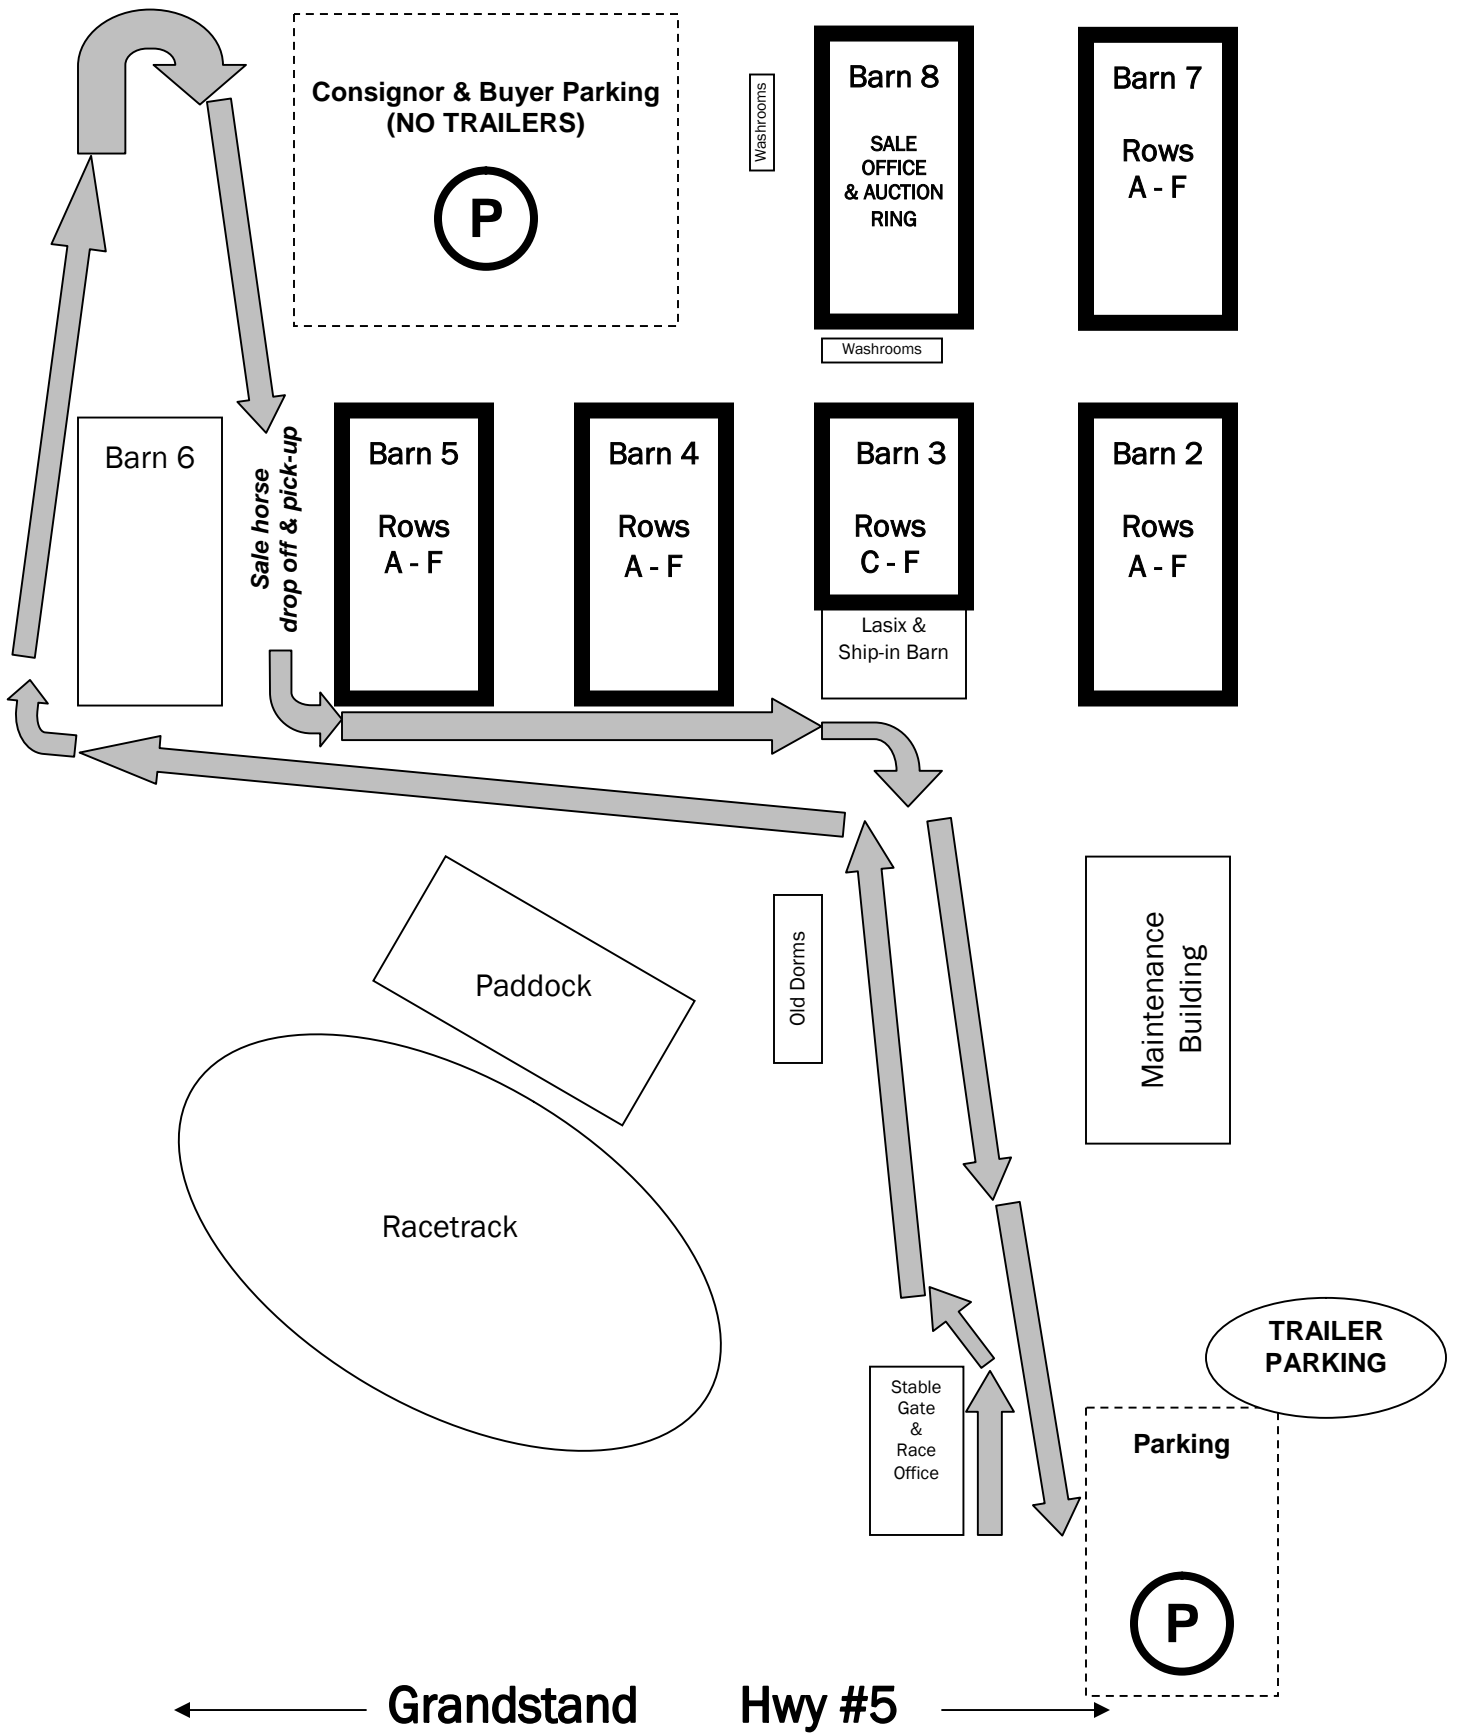 Consignor & Buyer Parking
(NO TRAILERS)
P
Washrooms
Barn 8
SALE
OFFICE
& AUCTION
RING
Barn 7
Rows
A - F
Washrooms
Barn 6
Sale horse
drop off & pick-up
Barn 5
Rows
A - F
Barn 4
Rows
A - F
Barn 3
Rows
C - F
Lasix &
Ship-in Barn
Barn 2
Rows
A - F
Paddock
Old Dorms
Maintenance
Building
Racetrack
TRAILER
PARKING
Stable
Gate
&
Race
Office
Parking
P
Grandstand
Hwy #5